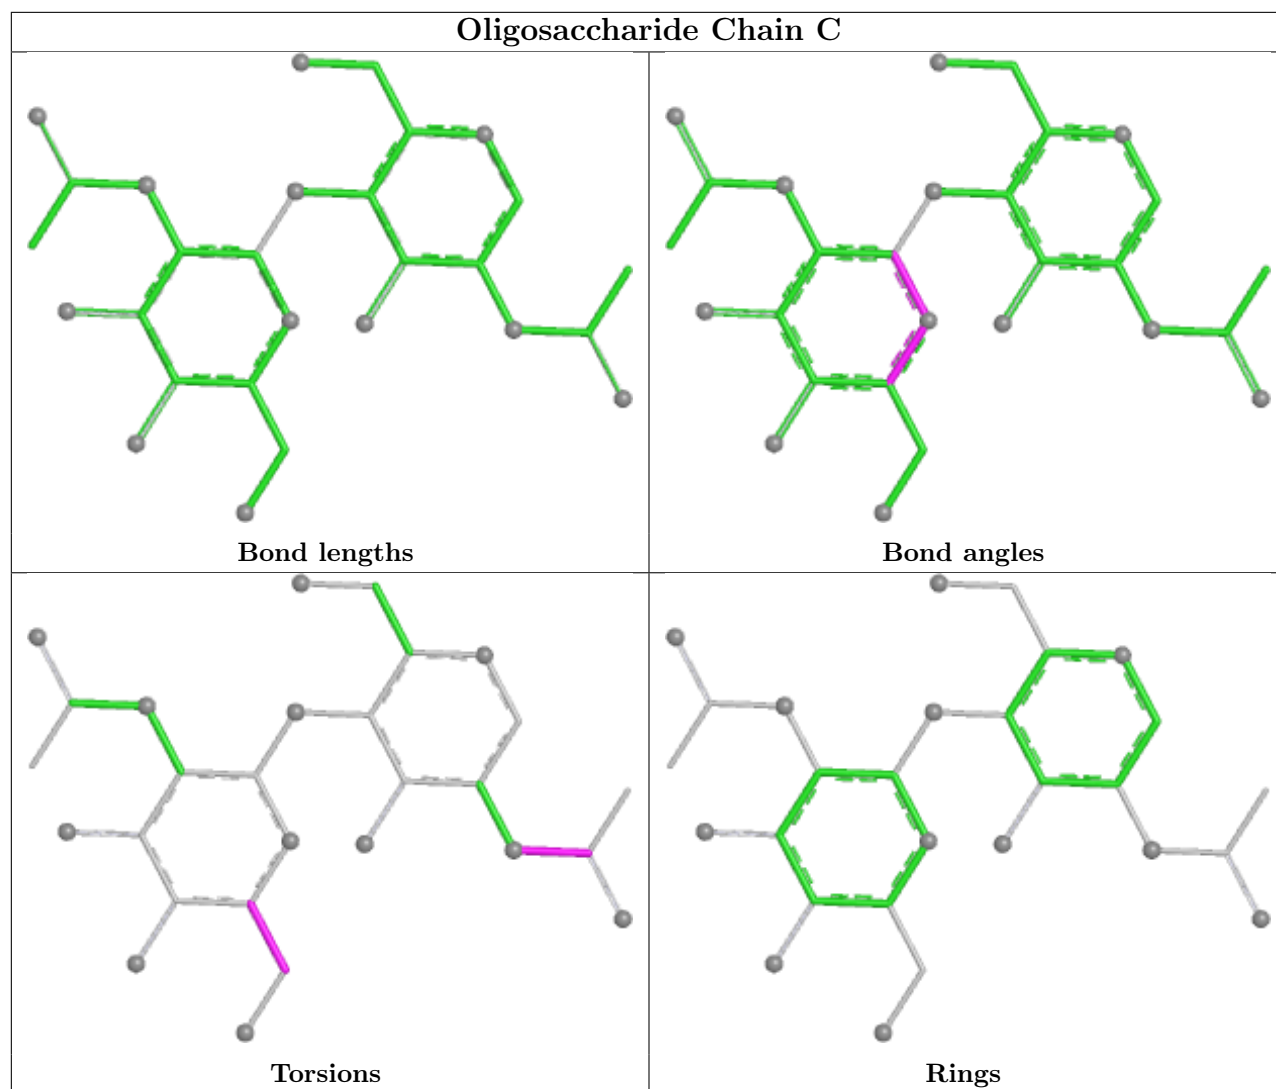 Oligosaccharide Chain C
Bond lengths
Bond angles
Torsions
Rings